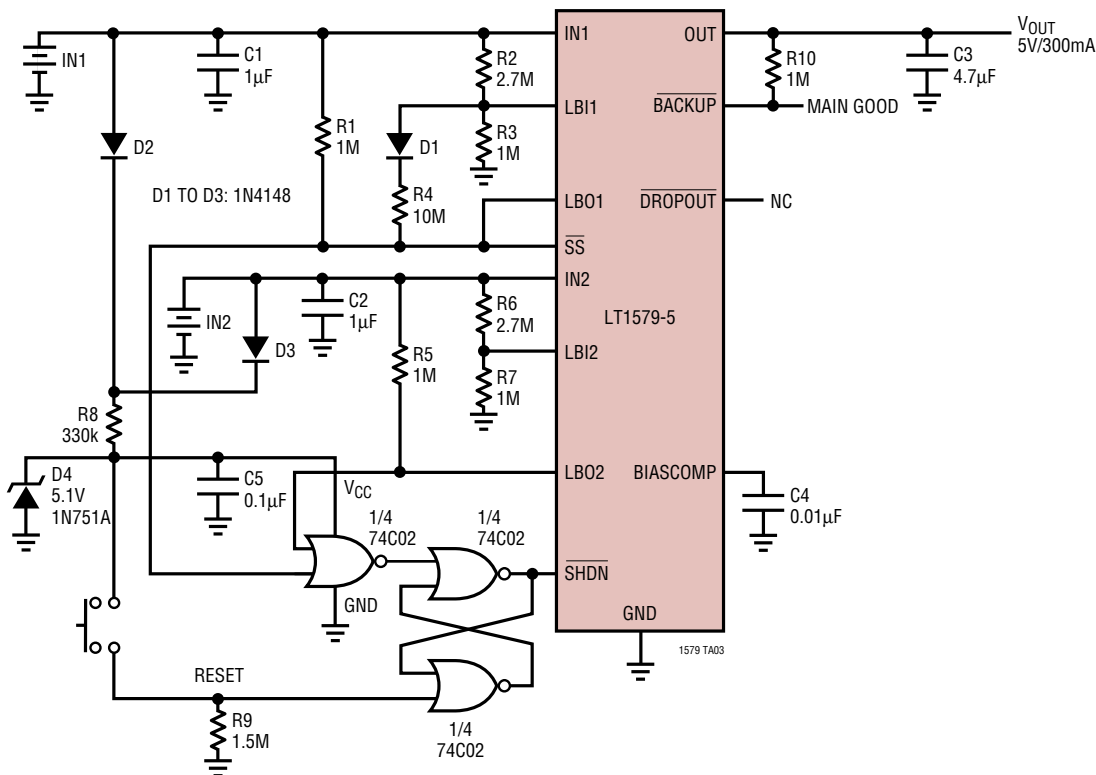 IN1
OUT
VOUT
5V/300mA
IN1
C1
1µF
R2
2.7M
R10
1M
C3
4.7µF
LBI1
BACKUP
MAIN GOOD
D2
R1
1M
D1
R3
1M
D1 TO D3: 1N4148
R4
10M
LBO1
DROPOUT
NC
SS
IN2
IN2
C2
1µF
R6
2.7M
LT1579-5
D3
R5
1M
LBI2
R7
1M
R8
330k
D4
5.1V
1N751A
C5
0.1µF
VCC
LBO2
BIASCOMP
C4
0.01µF
1/4
74C02
1/4
74C02
SHDN
GND
GND
1579 TA03
RESET
R9
1.5M
1/4
74C02